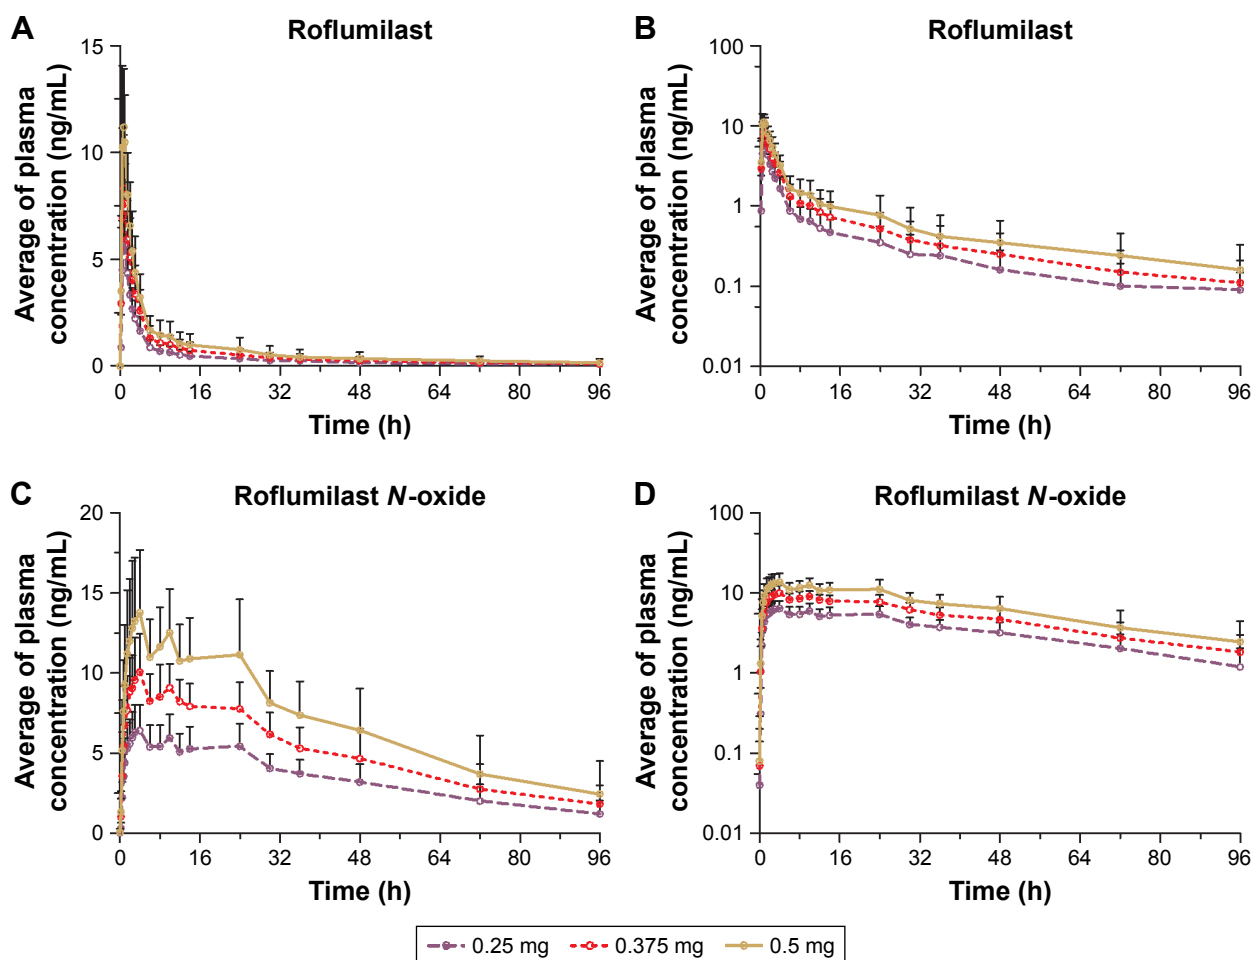 A
Roflumilast
Average of plasma
concentration (ng/mL)
15
10
5
0
0 16 32 48 64 80 96
Time (h)
B
Roflumilast
Average of plasma
concentration (ng/mL)
100
10
1
0.1
0.01
0 16 32 48 64 80 96
Time (h)
C
Roflumilast N-oxide
Average of plasma
concentration (ng/mL)
20
15
10
5
0
0 16 32 48 64 80 96
Time (h)
D
Roflumilast N-oxide
Average of plasma
concentration (ng/mL)
100
10
1
0.1
0.01
0 16 32 48 64 80 96
Time (h)
0.25 mg 0.375 mg 0.5 mg